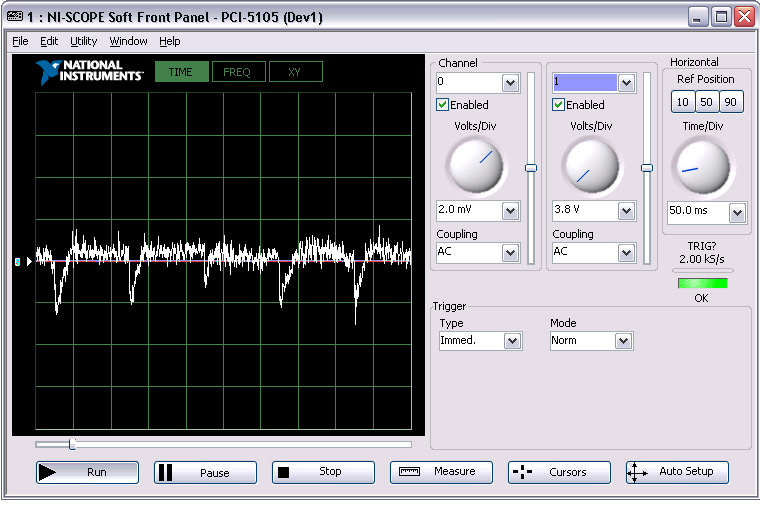 1 : NI-SCOPE Soft Front Panel - PCI-5105 (Dev1)
File Edit Utility Window Help
NATIONAL
INSTRUMENTS™
TIME FREQ XY
Channel
0
Enabled
Volts/Div
2.0 mV
Coupling
AC
1
Enabled
Volts/Div
3.8 V
Coupling
AC
Horizontal
Ref Position
10 50 90
Time/Div
50.0 ms
TRIG?
2.00 kS/s
OK
Trigger
Type Mode
Immed. Norm
Run Pause Stop Measure Cursors Auto Setup